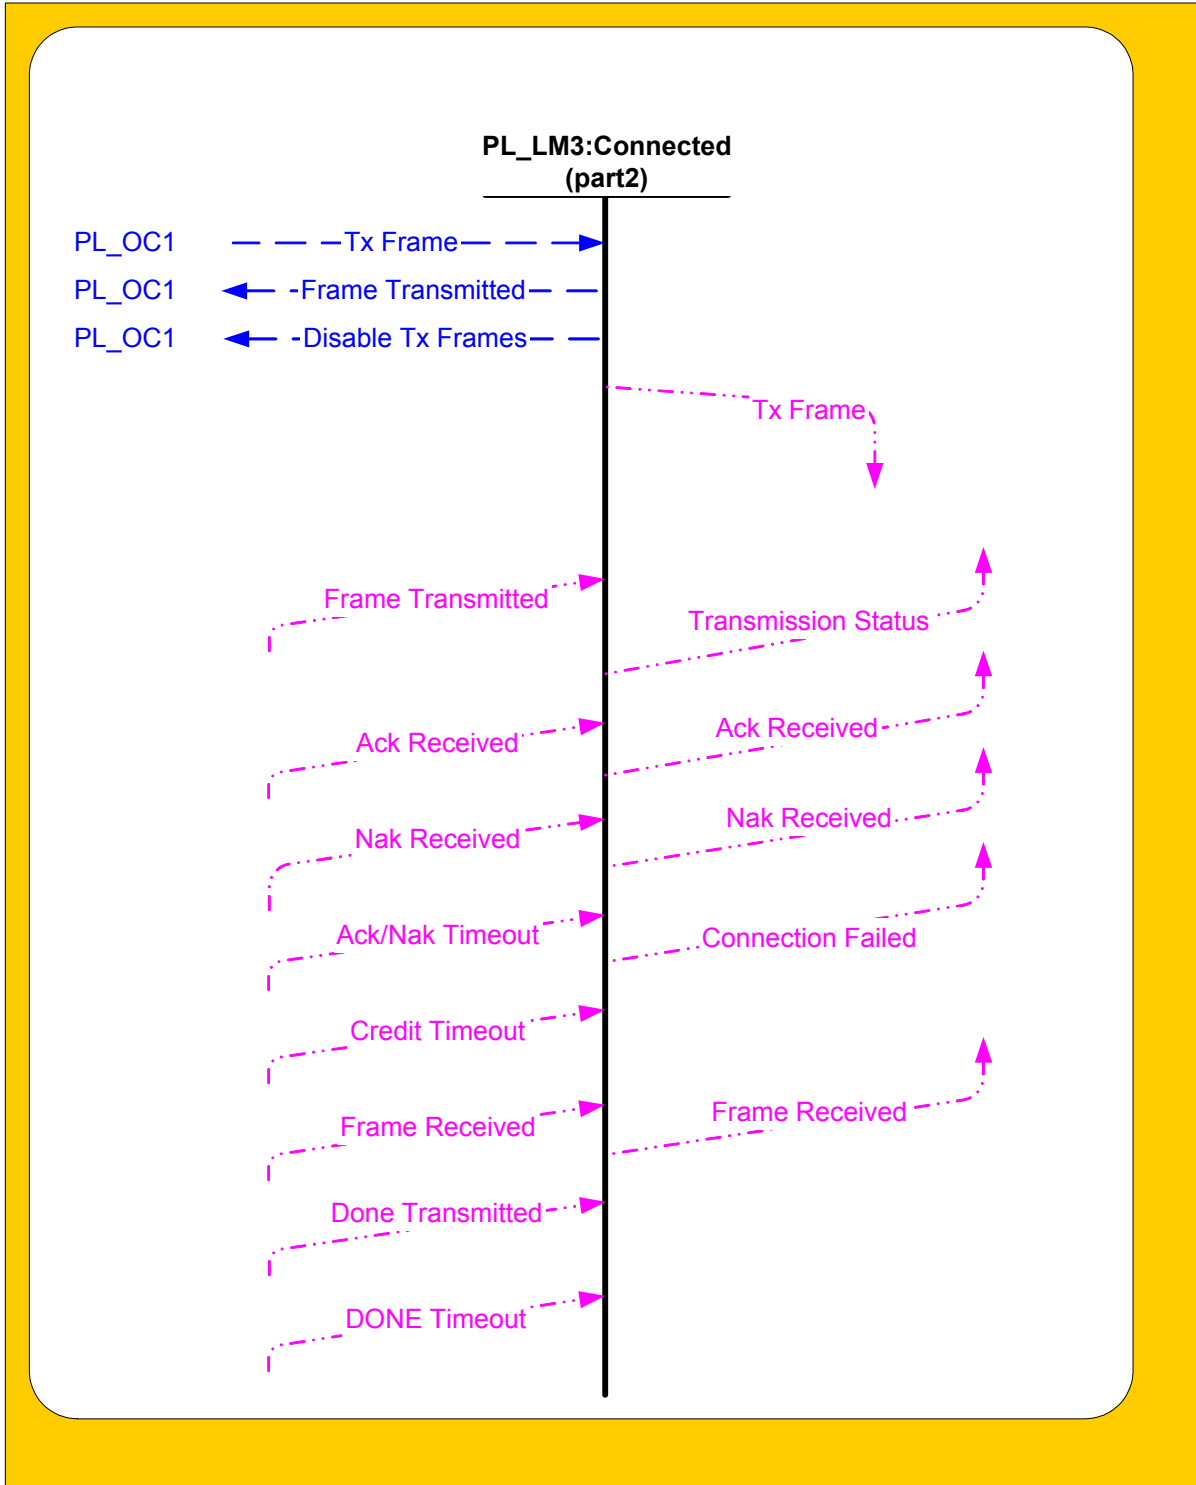 PL_LM3:Connected
(part2)
PL_OC1 Tx Frame
PL_OC1 Frame Transmitted
PL_OC1 Disable Tx Frames
Tx Frame
Frame Transmitted
Transmission Status
Ack Received
Ack Received
Nak Received
Nak Received
Ack/Nak Timeout
Connection Failed
Credit Timeout
Frame Received
Frame Received
Done Transmitted
DONE Timeout